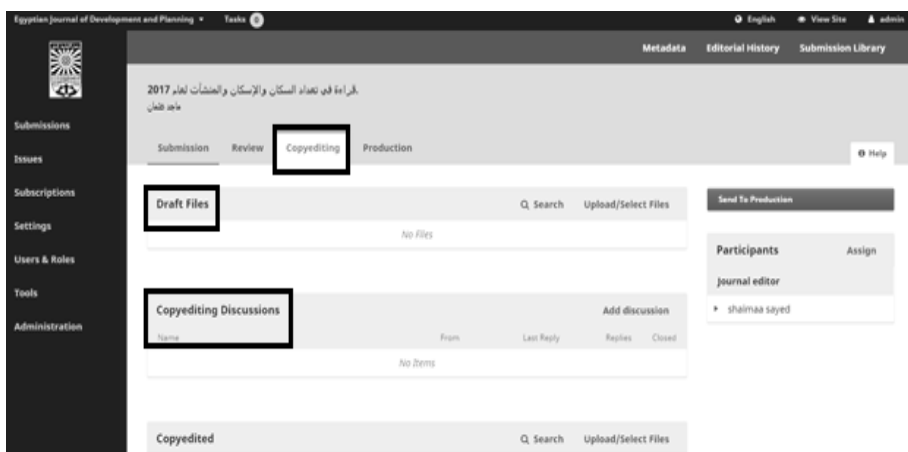 Egyptian Journal of Development and Planning Tasks 0 English View Site admin
Metadata Editorial History Submission Library
قراءة في تعداد السكان والإسكان والمنشآت لعام 2017.
ماجد عثمان
Submissions
Issues
Subscriptions
Settings
Users & Roles
Tools
Administration
Submission Review Copyediting Production
Help
Draft Files Search Upload/Select Files
No Files
Copyediting Discussions Add discussion
Name From Last Reply Replies Closed
No Items
Copyedited Search Upload/Select Files
Send To Production
Participants Assign
Journal editor
shaimaa sayed